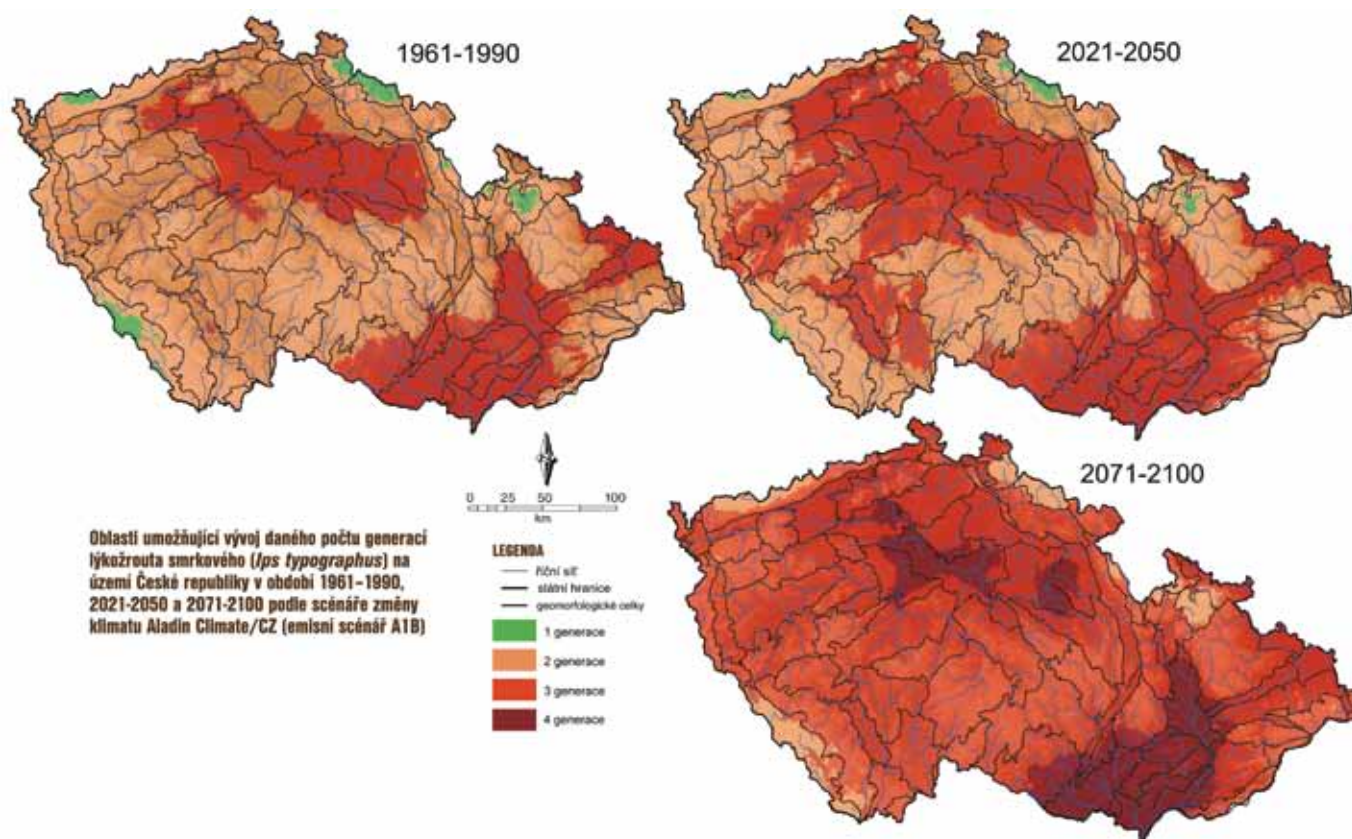 1961-1990
2021-2050
2071-2100
0 25 50 100
km
Oblasti umožňující vývoj daného počtu generací
lýkožrouta smrkového (Ips typographus) na
území České republiky v období 1961–1990,
2021-2050 a 2071-2100 podle scénáře změny
klimatu Aladin Climate/CZ (emisní scénář A1B)
LEGENDA
říční síť
státní hranice
geomorfologické celky
1 generace
2 generace
3 generace
4 generace